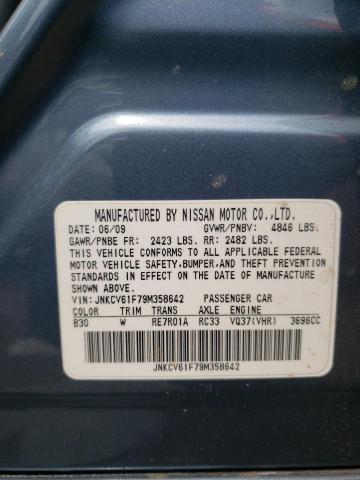 MANUFACTURED BY NISSAN MOTOR CO.,LTD.
DATE: 06/09 GVWR/PNBV: 4846 LBS.
GAWR/PNBE FR: 2423 LBS. RR: 2482 LBS.
THIS VEHICLE CONFORMS TO ALL APPLICABLE FEDERAL
MOTOR VEHICLE SAFETY,BUMPER,AND THEFT PREVENTION
STANDARDS IN EFFECT ON THE DATE OF MANUFACTURE
SHOWN ABOVE.
VIN: JNKCV61F79M358642 PASSENGER CAR
COLOR TRIM TRANS AXLE ENGINE
B30 W RE7R01A RC33 VQ37(VHR) 3696CC
JNKCV61F79M358642